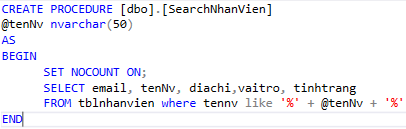 CREATE PROCEDURE [dbo].[SearchNhanVien]
@tenNv nvarchar(50)
AS
BEGIN
SET NOCOUNT ON;
SELECT email, tenNv, diachi,vaitro, tinhtrang
FROM tblnhanvien where tennv like '%' + @tenNv + '%'
END